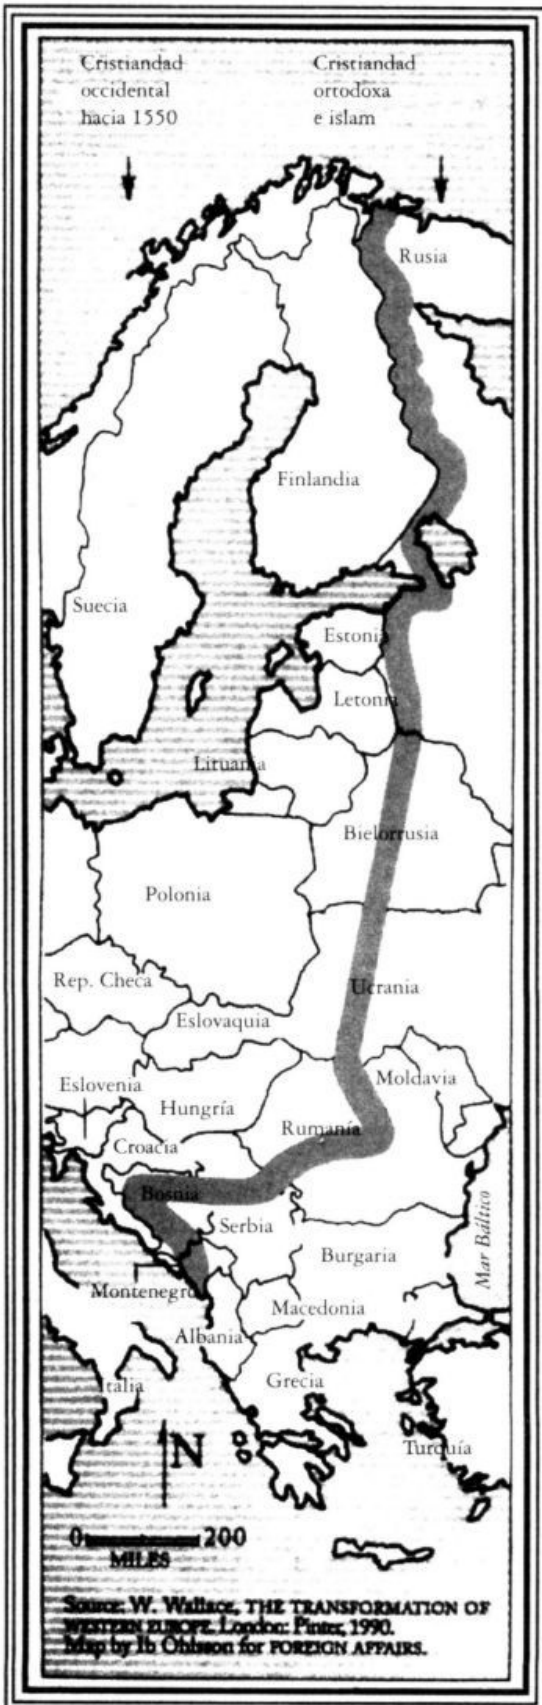 Cristiandad
occidental
hacia 1550
Cristiandad
ortodoxa
e islam
Rusia
Finlandia
Suecia
Estonia
Letonia
Lituania
Bielorrusia
Polonia
Rep. Checa
Ucrania
Eslovaquia
Moldavia
Eslovenia
Hungría
Rumanía
Croacia
Bosnia
Serbia
Mar Báltico
Burgaria
Montenegro
Macedonia
Albania
Italia
Grecia
Turquía
N
0 200
MILES
Source: W. Wallace, THE TRANSFORMATION OF
WESTERN EUROPE. London: Pinter, 1990.
Map by Ib Ohlsson for FOREIGN AFFAIRS.